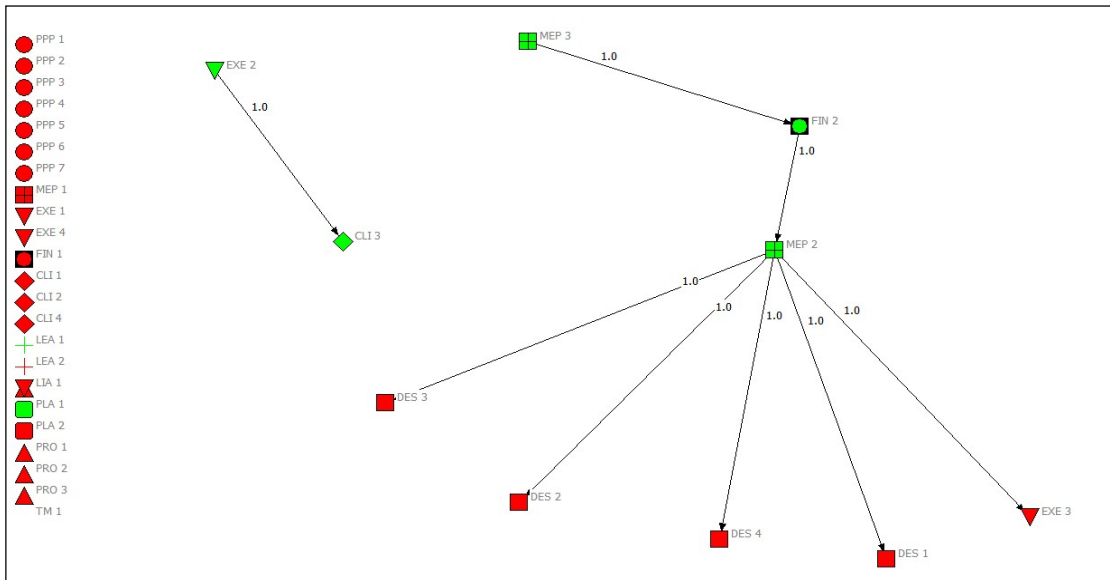 PPP 1
PPP 2
PPP 3
PPP 4
PPP 5
PPP 6
PPP 7
MEP 1
EXE 1
EXE 4
FIN 1
CLI 1
CLI 2
CLI 4
LEA 1
LEA 2
LIA 1
PLA 1
PLA 2
PRO 1
PRO 2
PRO 3
TM 1
MEP 3
EXE 2
1.0
1.0
FIN 2
1.0
CLI 3
MEP 2
1.0
1.0
1.0
1.0
1.0
DES 3
DES 2
DES 4
DES 1
EXE 3